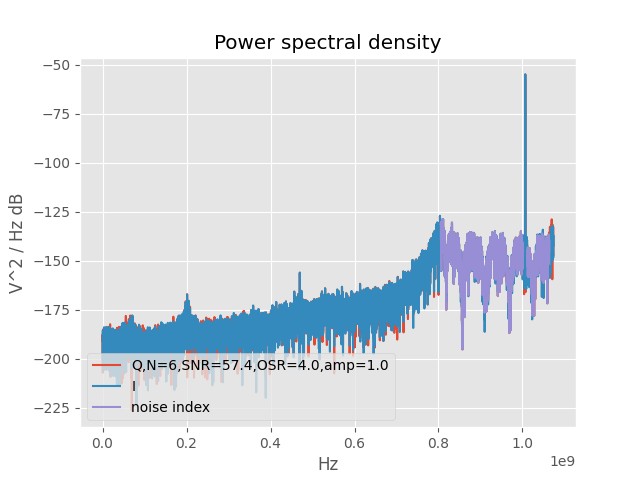 Power spectral density
V^2 / Hz dB
−50
−75
−100
−125
−150
−175
−200
−225
Q,N=6,SNR=57.4,OSR=4.0,amp=1.0
I
noise index
0.0 0.2 0.4 0.6 0.8 1.0
1e9
Hz